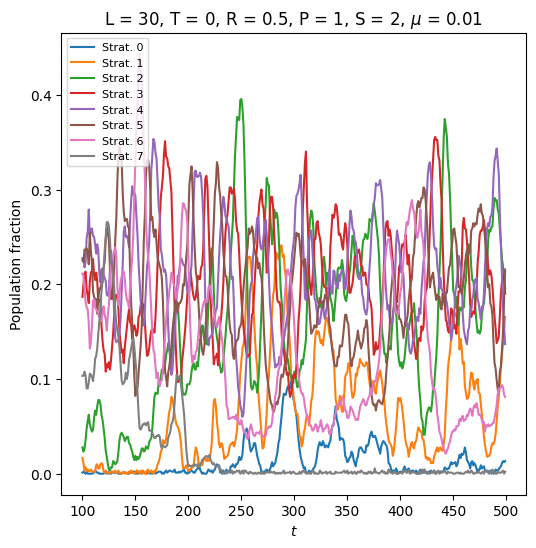 L = 30, T = 0, R = 0.5, P = 1, S = 2, μ = 0.01
Strat. 0
Strat. 1
Strat. 2
Strat. 3
Strat. 4
Strat. 5
Strat. 6
Strat. 7
Population fraction
0.4
0.3
0.2
0.1
0.0
100 150 200 250 300 350 400 450 500
t